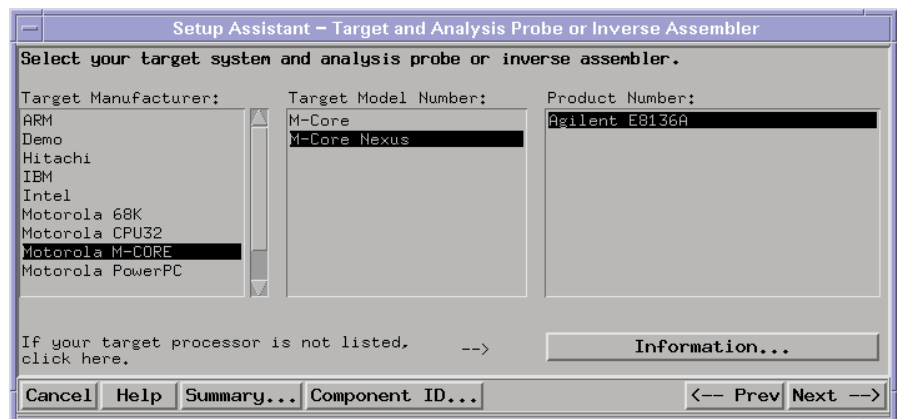 Setup Assistant – Target and Analysis Probe or Inverse Assembler
Select your target system and analysis probe or inverse assembler.
Target Manufacturer:
ARM
Demo
Hitachi
IBM
Intel
Motorola 68K
Motorola CPU32
Motorola M-CORE
Motorola PowerPC
Target Model Number:
M-Core
M-Core Nexus
Product Number:
Agilent E8136A
If your target processor is not listed,
click here.
-->
Information...
Cancel Help Summary... Component ID... <-- Prev Next -->